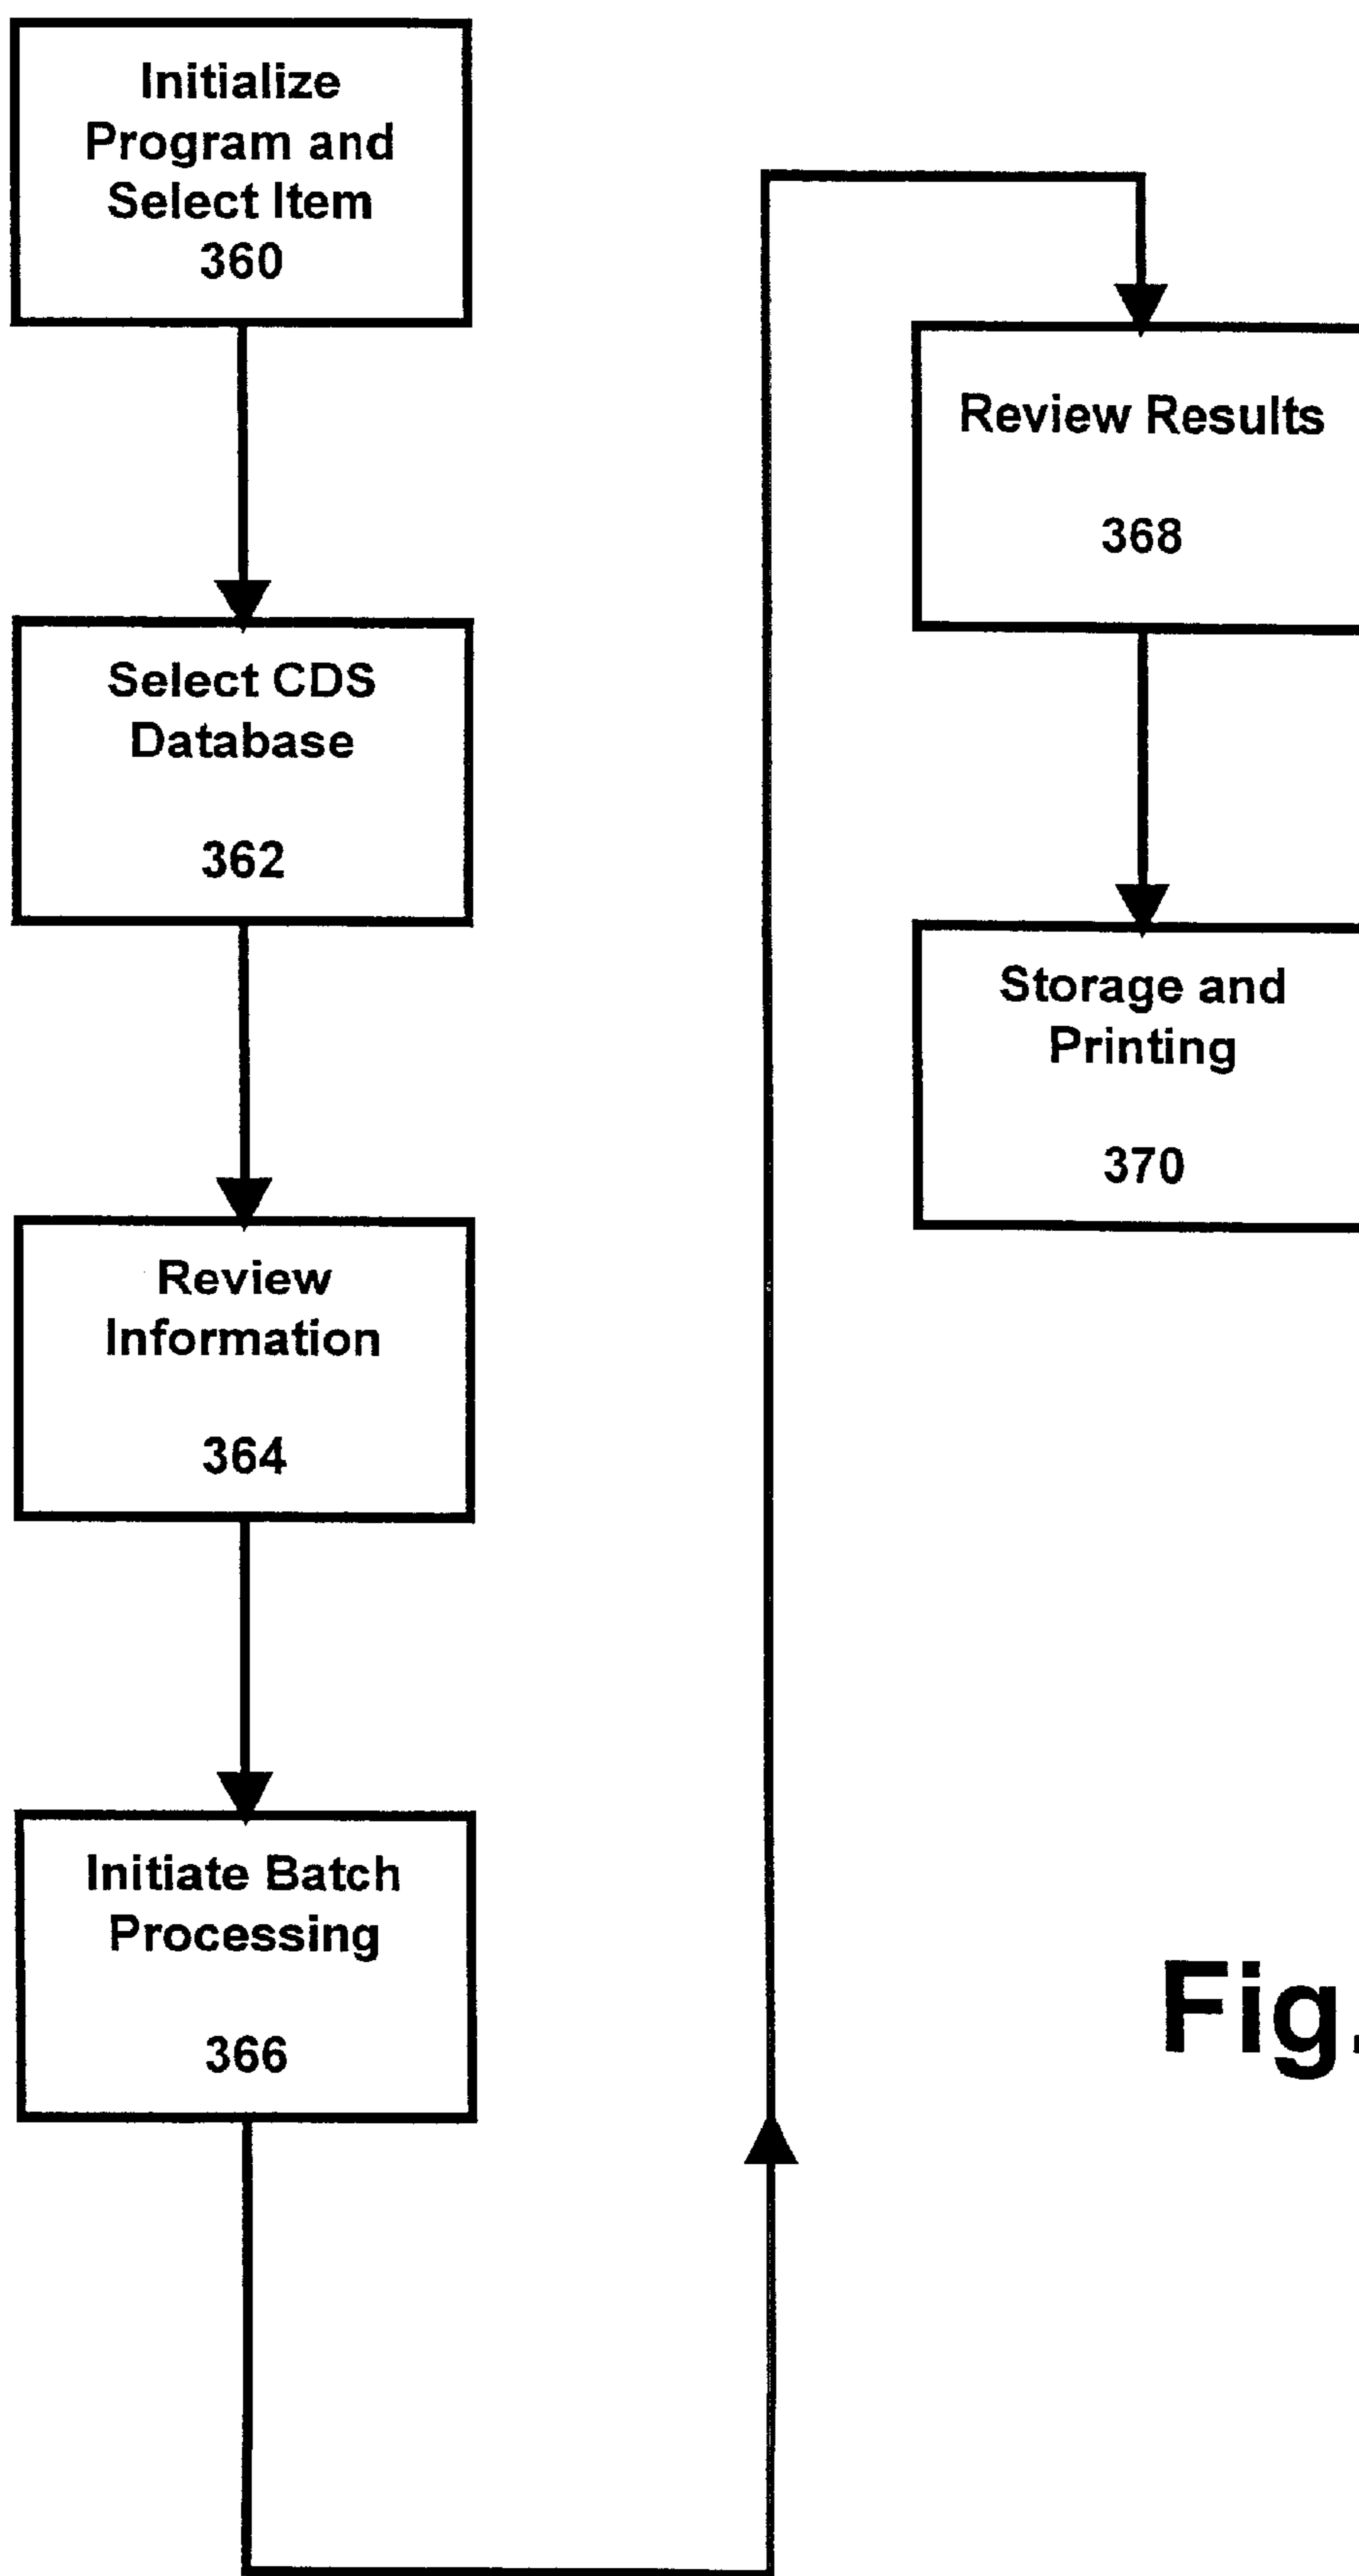 Initialize
Program and
Select Item
360
Select CDS
Database
362
Review
Information
364
Initiate Batch
Processing
366
Review Results
368
Storage and
Printing
370
Fig.